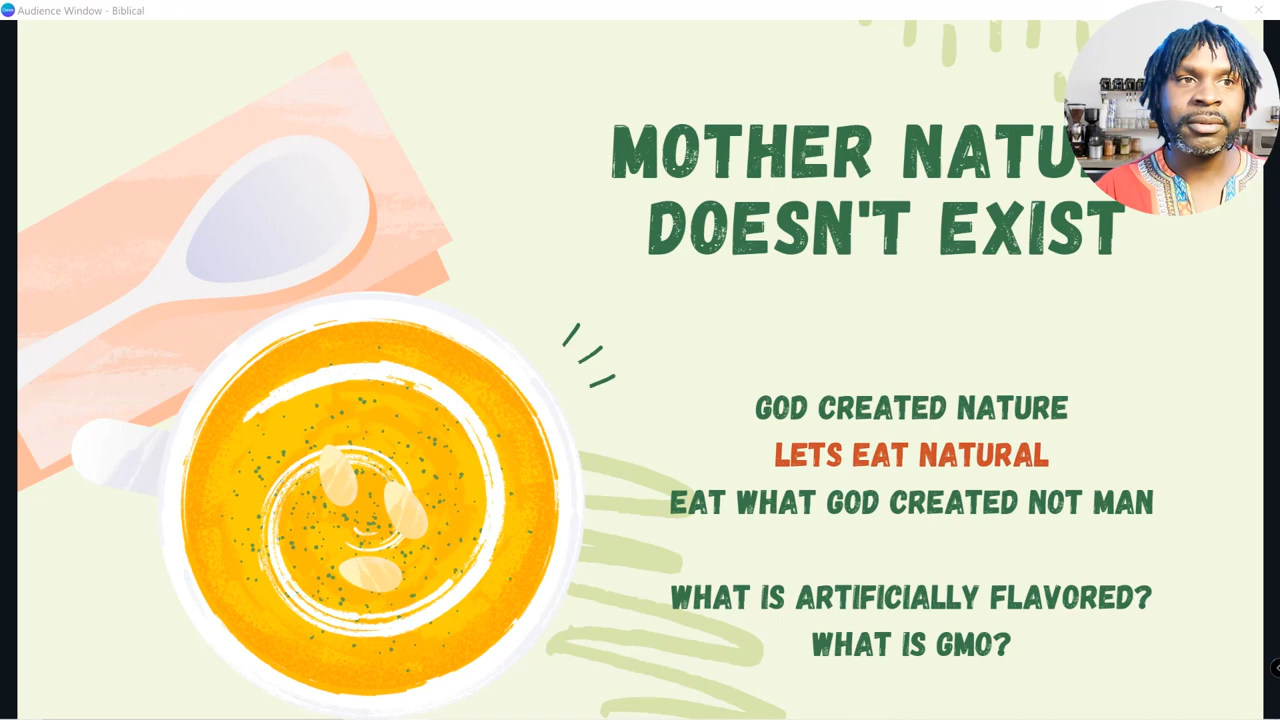 Audience Window - Biblical
MOTHER NATU
DOESN'T EXIST
GOD CREATED NATURE
LETS EAT NATURAL
EAT WHAT GOD CREATED NOT MAN
WHAT IS ARTIFICIALLY FLAVORED?
WHAT IS GMO?